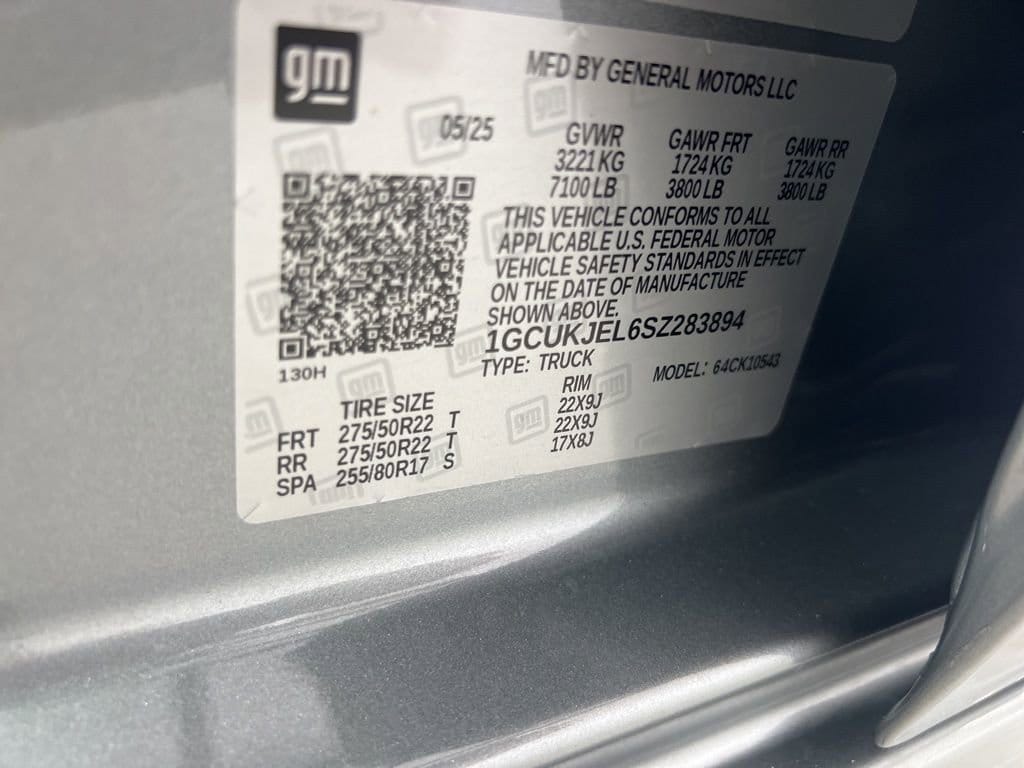 gm
MFD BY GENERAL MOTORS LLC
05/25
GVWR GAWR FRT GAWR RR
3221 KG 1724 KG 1724 KG
7100 LB 3800 LB 3800 LB
THIS VEHICLE CONFORMS TO ALL
APPLICABLE U.S. FEDERAL MOTOR
VEHICLE SAFETY STANDARDS IN EFFECT
ON THE DATE OF MANUFACTURE
SHOWN ABOVE.
1GCUKJEL6SZ283894
TYPE: TRUCK MODEL: 64CK10543
130H
TIRE SIZE RIM
FRT 275/50R22 T 22X9J
RR 275/50R22 T 22X9J
SPA 255/80R17 S 17X8J